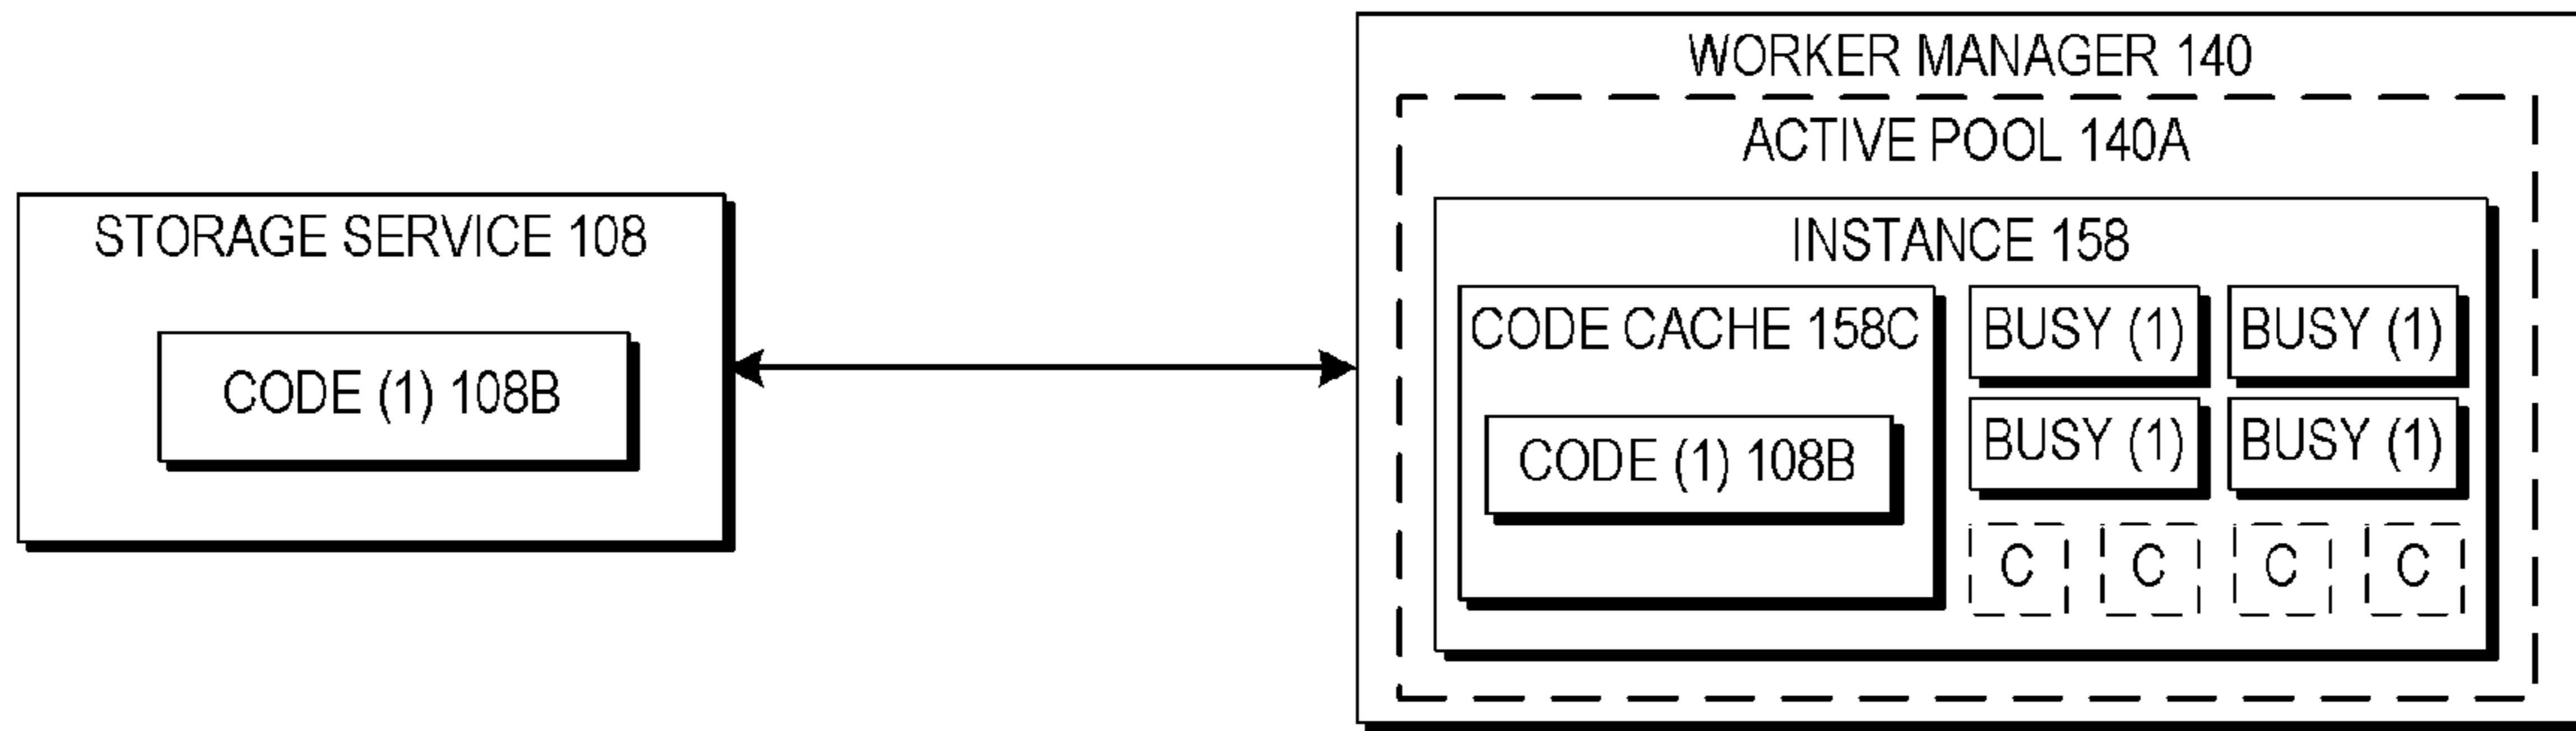 STORAGE SERVICE 108
CODE (1) 108B
WORKER MANAGER 140
ACTIVE POOL 140A
INSTANCE 158
CODE CACHE 158C
CODE (1) 108B
BUSY (1) BUSY (1)
BUSY (1) BUSY (1)
C C C C